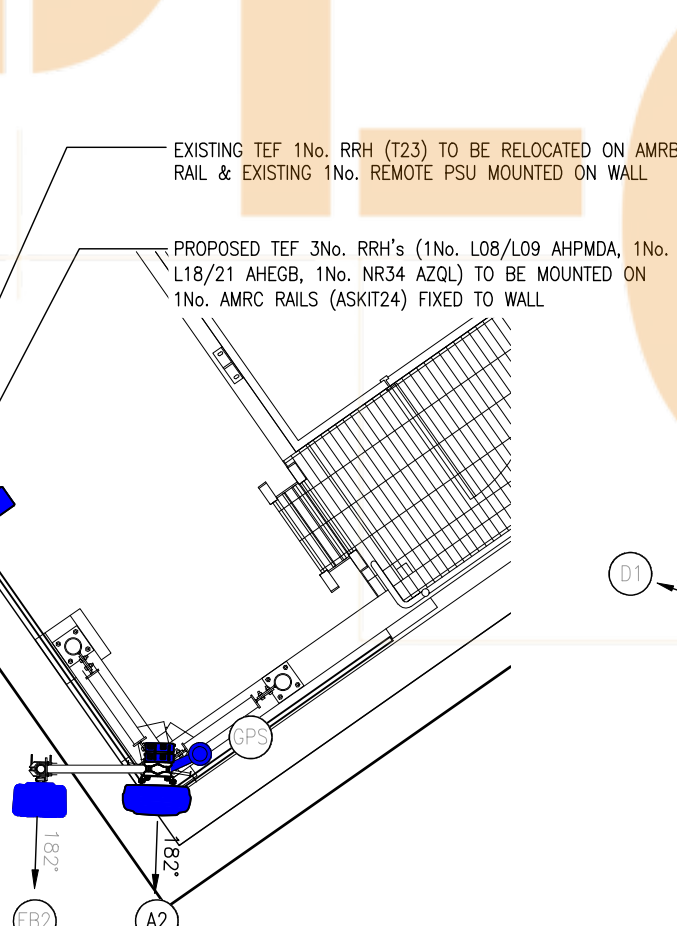 EXISTING TEF 1No. RRH (T23) TO BE RELOCATED ON AMRB
RAIL & EXISTING 1No. REMOTE PSU MOUNTED ON WALL
PROPOSED TEF 3No. RRH's (1No. L08/L09 AHPMDA, 1No.
L18/21 AHEGB, 1No. NR34 AZQL) TO BE MOUNTED ON
1No. AMRC RAILS (ASKIT24) FIXED TO WALL
D1
GPS
182°
182°
EB2
A2